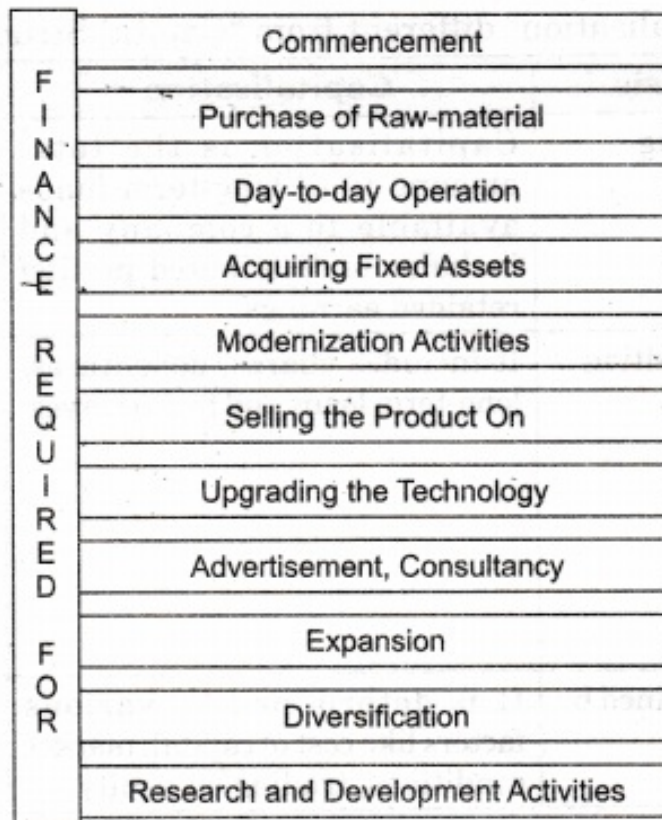 FINANCE REQUIRED FOR
Commencement
Purchase of Raw-material
Day-to-day Operation
Acquiring Fixed Assets
Modernization Activities
Selling the Product On
Upgrading the Technology
Advertisement, Consultancy
Expansion
Diversification
Research and Development Activities